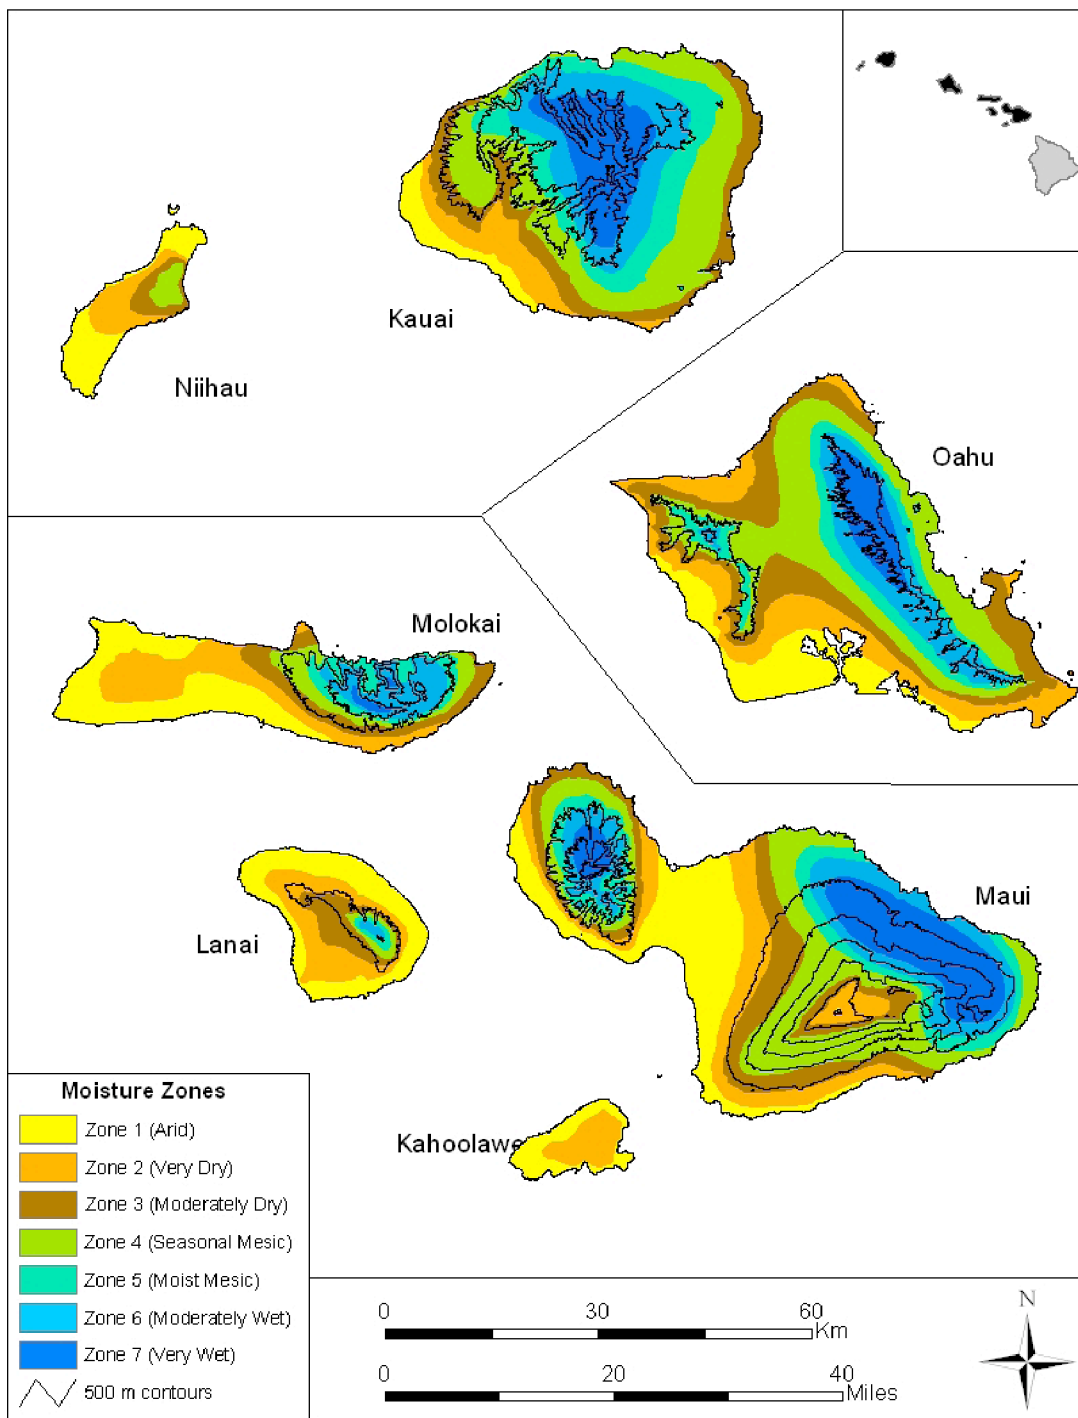 Kauai
Niihau
Oahu
Molokai
Maui
Lanai
Kahoolawe
Moisture Zones
Zone 1 (Arid)
Zone 2 (Very Dry)
Zone 3 (Moderately Dry)
Zone 4 (Seasonal Mesic)
Zone 5 (Moist Mesic)
Zone 6 (Moderately Wet)
Zone 7 (Very Wet)
500 m contours
0 30 60
Km
0 20 40
Miles
N